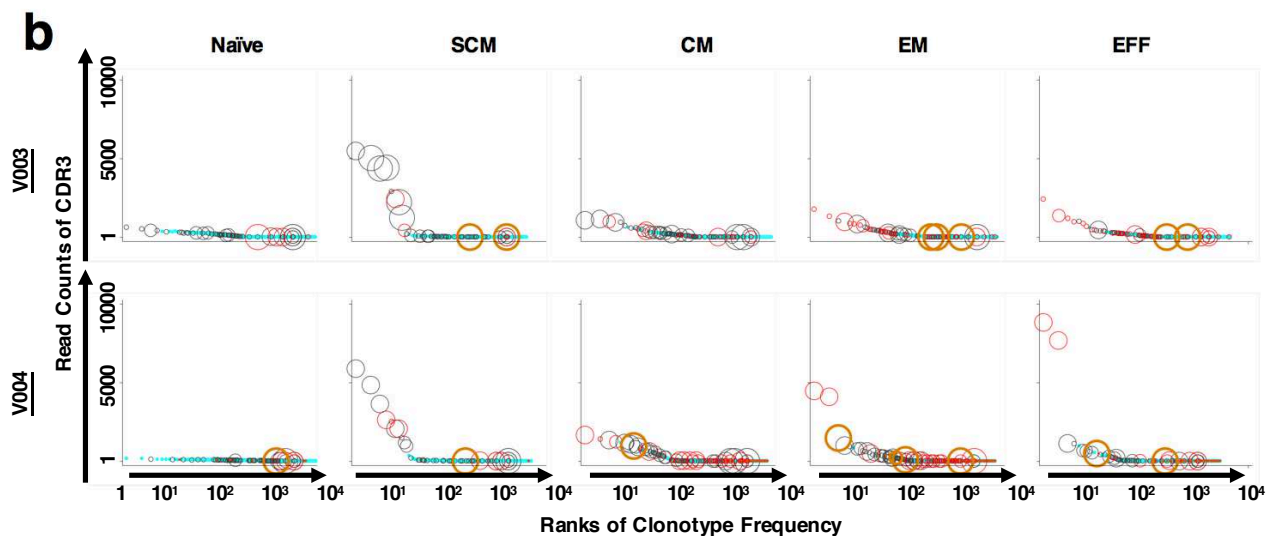 b
Naïve SCM CM EM EFF
Read Counts of CDR3
V003
10000
5000
1
V004
10000
5000
1
1 10¹ 10² 10³ 10⁴ 10¹ 10² 10³ 10¹ 10² 10³ 10⁴ 10¹ 10² 10³ 10⁴ 10¹ 10² 10³ 10⁴
Ranks of Clonotype Frequency